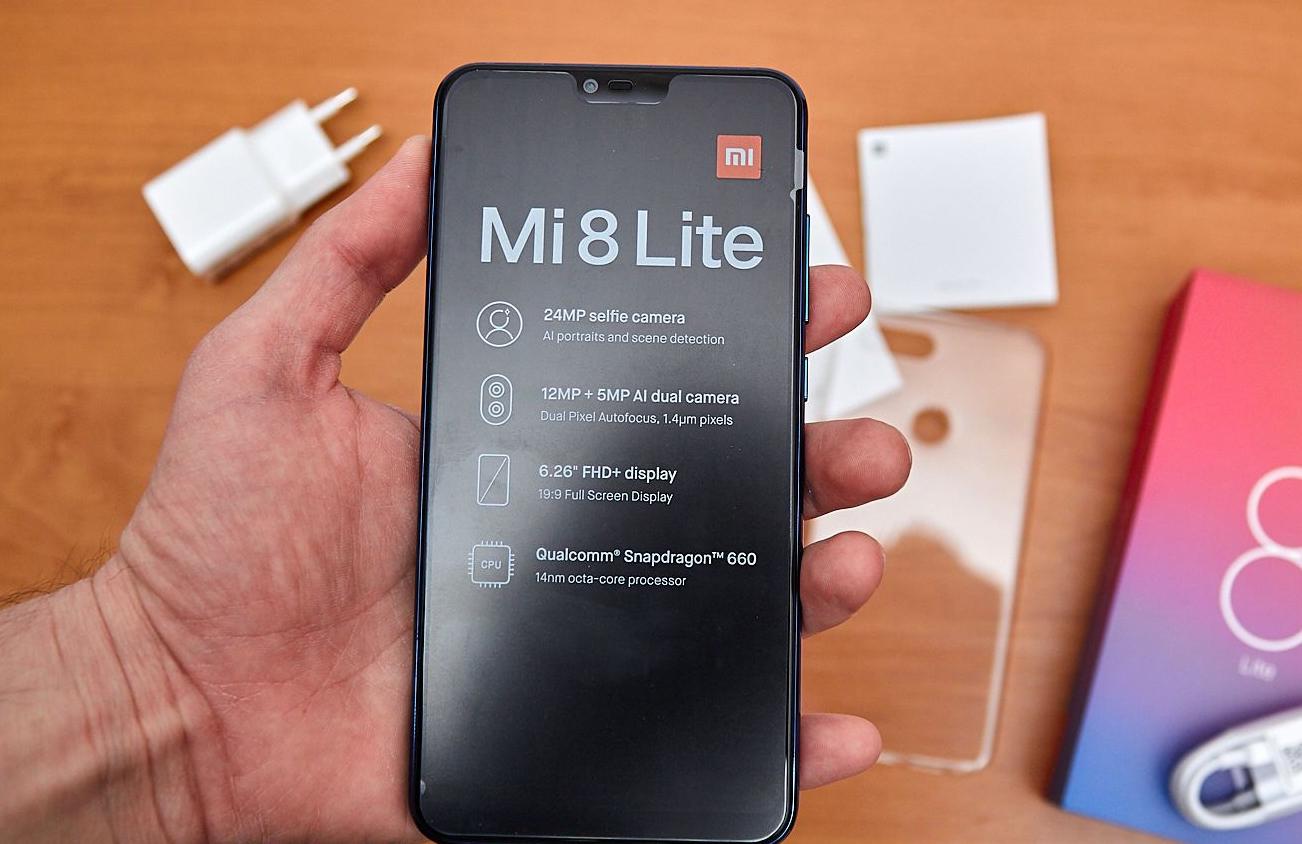 mi
Mi 8 Lite
24MP selfie camera
AI portraits and scene detection
12MP + 5MP AI dual camera
Dual Pixel Autofocus, 1.4µm pixels
6.26" FHD+ display
19:9 Full Screen Display
CPU
Qualcomm® Snapdragon™ 660
14nm octa-core processor
8
Lite